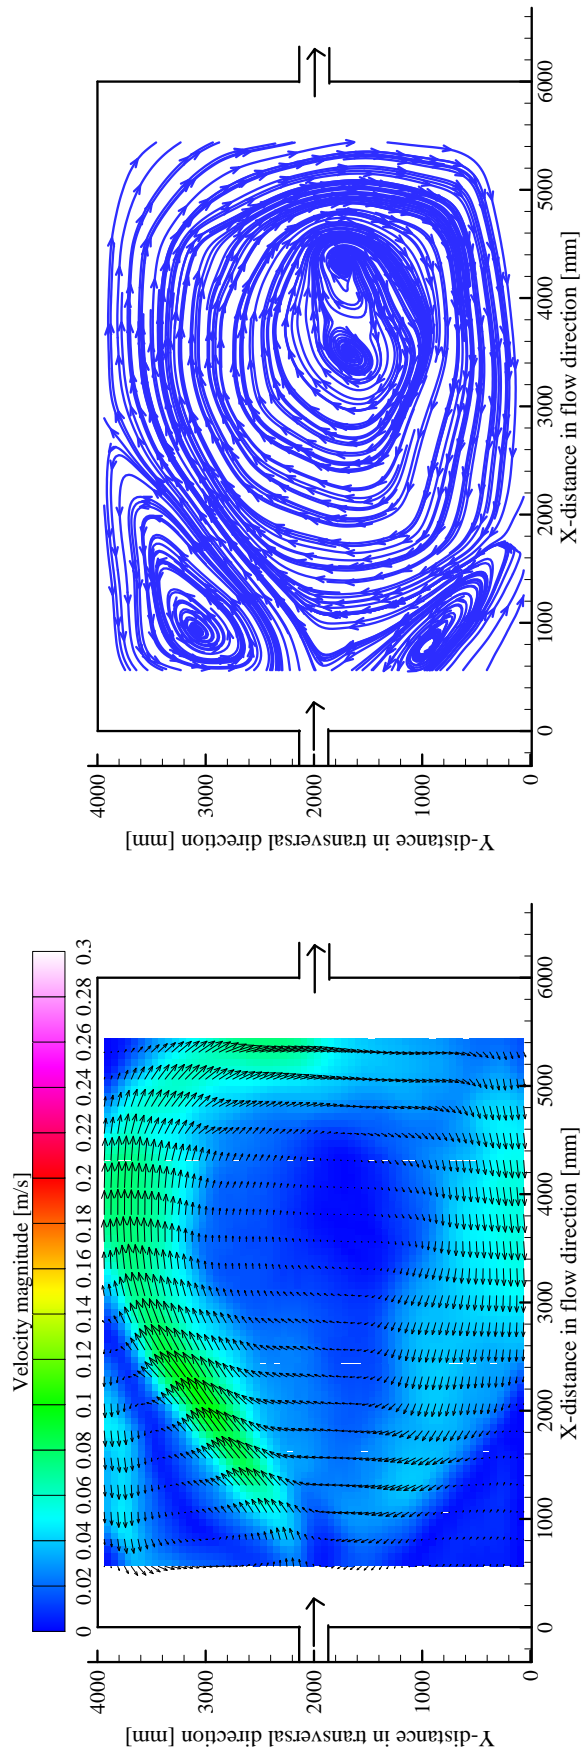 Velocity magnitude [m/s]
0 0.02 0.04 0.06 0.08 0.1 0.12 0.14 0.16 0.18 0.2 0.22 0.24 0.26 0.28 0.3
Y-distance in transversal direction [mm]
4000
3000
2000
1000
0
0 1000 2000 3000 4000 5000 6000
X-distance in flow direction [mm]
Y-distance in transversal direction [mm]
4000
3000
2000
1000
0
0 1000 2000 3000 4000 5000 6000
X-distance in flow direction [mm]